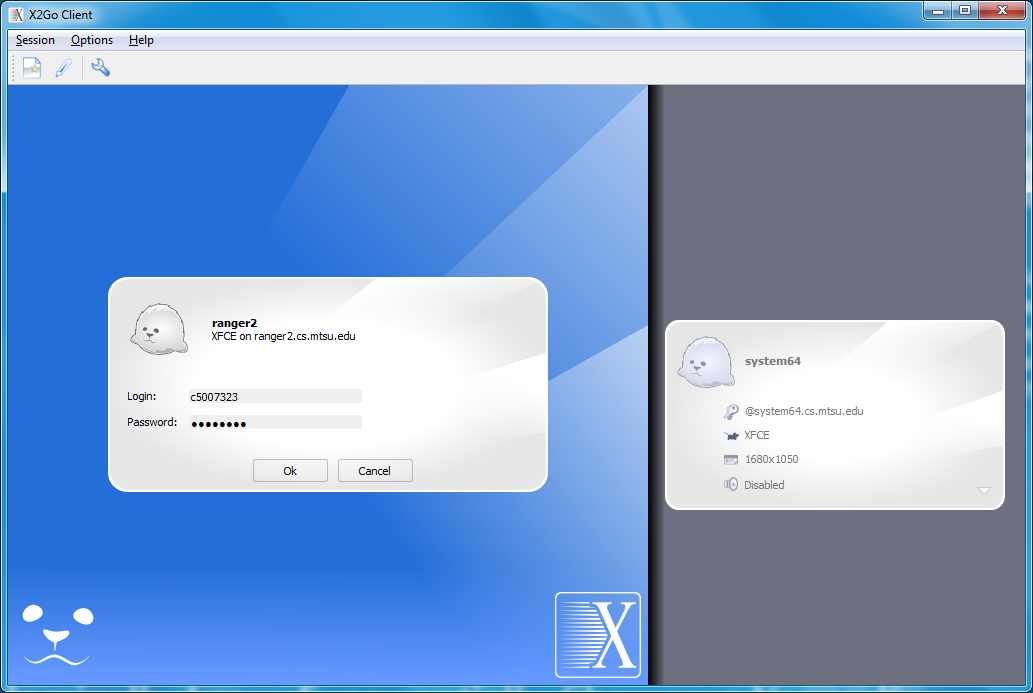 X2Go Client
Session Options Help
ranger2
XFCE on ranger2.cs.mtsu.edu
Login: c5007323
Password: ●●●●●●●●
Ok Cancel
system64
@system64.cs.mtsu.edu
XFCE
1680x1050
Disabled
X